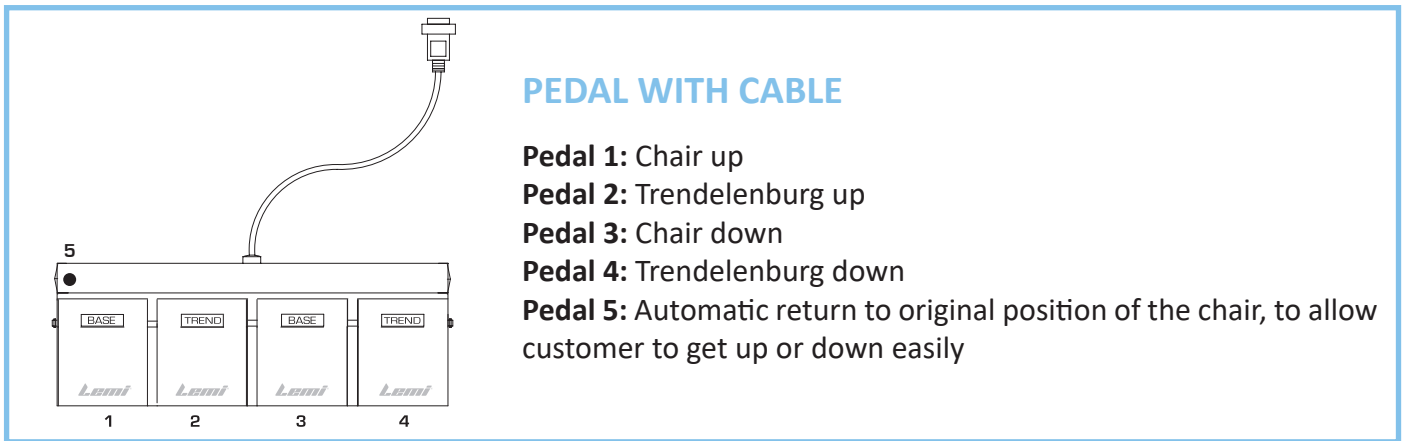 PEDAL WITH CABLE
Pedal 1: Chair up
Pedal 2: Trendelenburg up
Pedal 3: Chair down
Pedal 4: Trendelenburg down
Pedal 5: Automatic return to original position of the chair, to allow
customer to get up or down easily
5
BASE TREND BASE TREND
Lemi Lemi Lemi Lemi
1 2 3 4